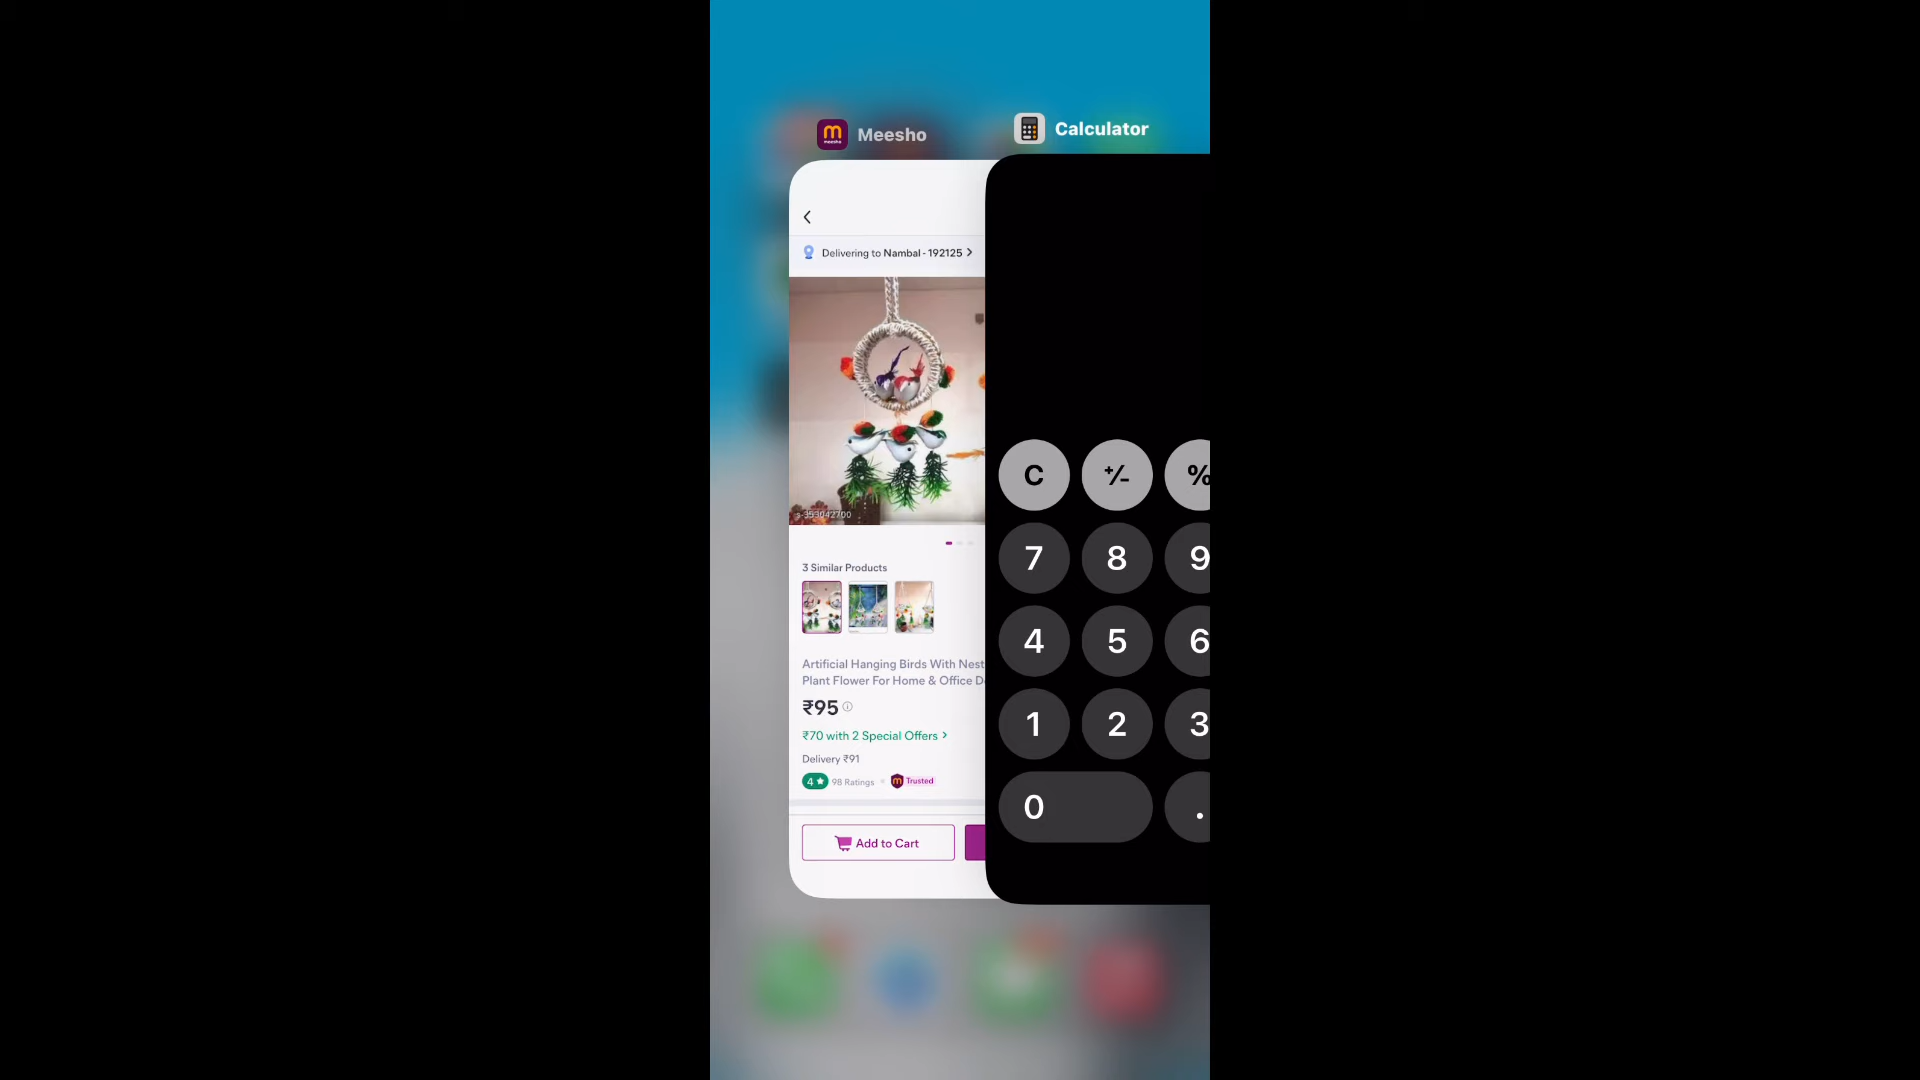 Meesho
Calculator
Delivering to Nambal - 192125
s-393042700
3 Similar Products
Artificial Hanging Birds With Nest
Plant Flower For Home & Office D
₹95
₹70 with 2 Special Offers
Delivery ₹91
4 ★ 98 Ratings
Trusted
Add to Cart
C +/- %
7 8 9
4 5 6
1 2 3
0 .